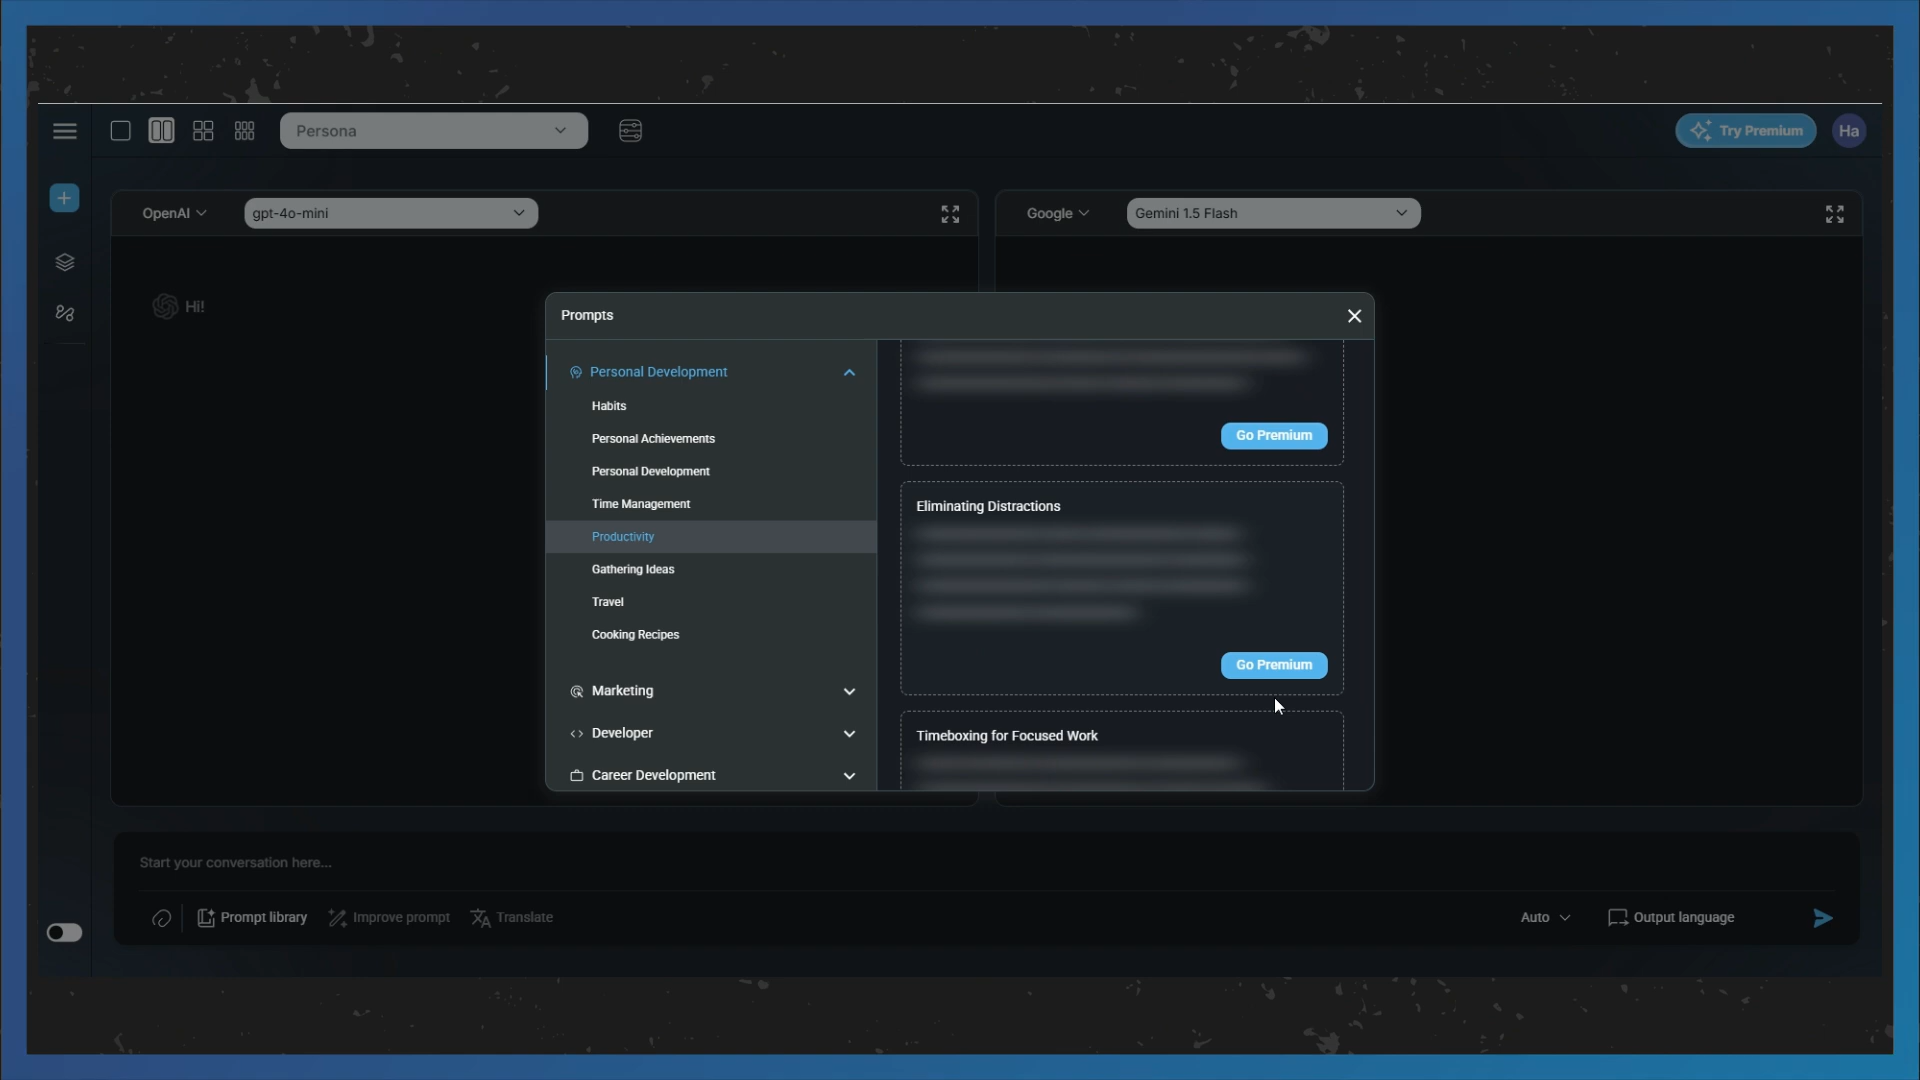 Persona
Try Premium
Ha
OpenAI
gpt-4o-mini
Google
Gemini 1.5 Flash
Hi!
Prompts
Personal Development
Habits
Personal Achievements
Personal Development
Time Management
Productivity
Gathering Ideas
Travel
Cooking Recipes
Marketing
Developer
Career Development
Go Premium
Eliminating Distractions
Go Premium
Timeboxing for Focused Work
Start your conversation here...
Prompt library
Improve prompt
Translate
Auto
Output language